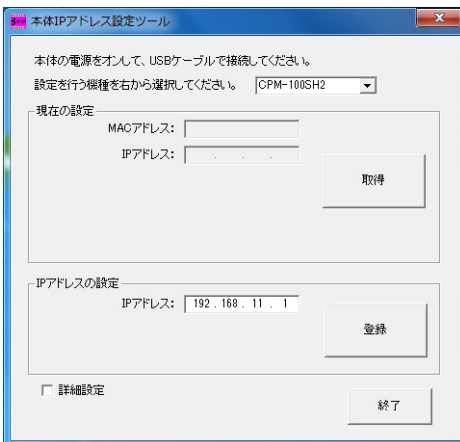 本体IPアドレス設定ツール
本体の電源をオンして、USBケーブルで接続してください。
設定を行う機種を右から選択してください。 CPM-100SH2
現在の設定
MACアドレス:
IPアドレス: . . .
取得
IPアドレスの設定
IPアドレス: 192 . 168 . 11 . 1
登録
詳細設定
終了